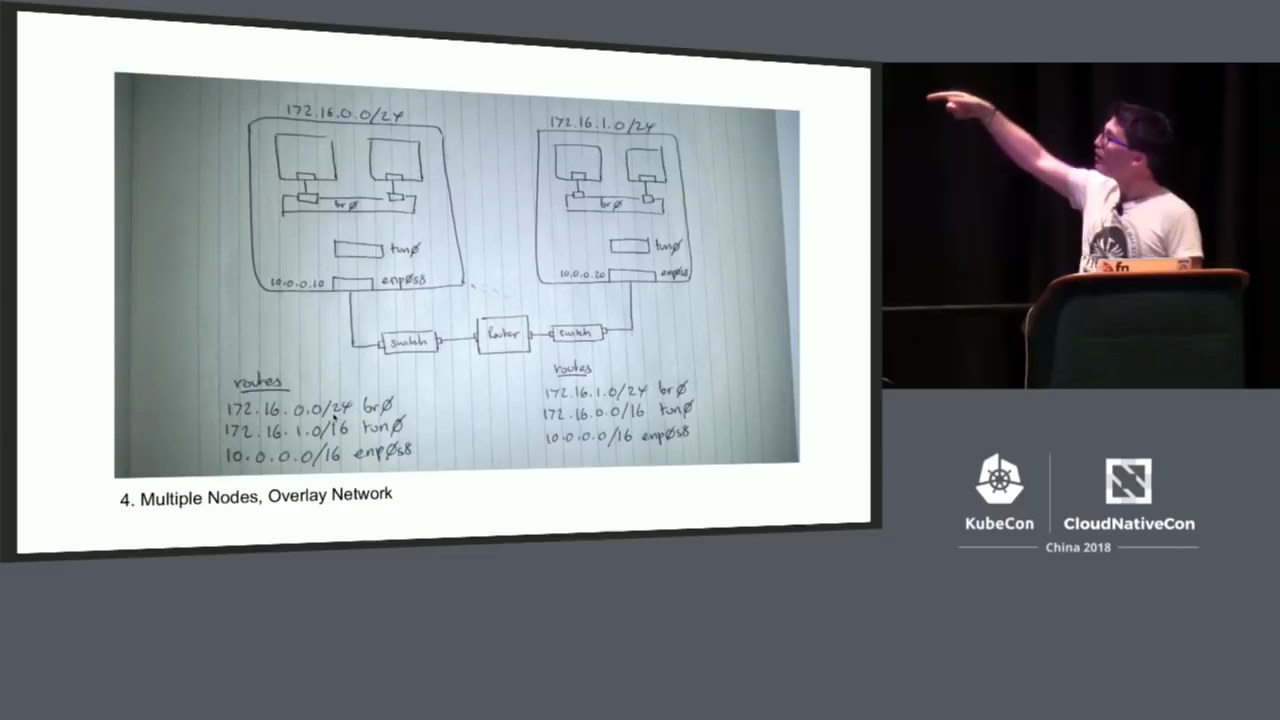 172.16.0.0/24
172.16.1.0/24
br0
br0
tun0
tun0
10.0.0.10
enp0s8
10.0.0.20
enp0s8
switch
Router
switch
routes
172.16.0.0/24 br0
172.16.1.0/16 tun0
10.0.0.0/16 enp0s8
routes
172.16.1.0/24 br0
172.16.0.0/16 tun0
10.0.0.0/16 enp0s8
4. Multiple Nodes, Overlay Network
fn
KubeCon
CloudNativeCon
China 2018